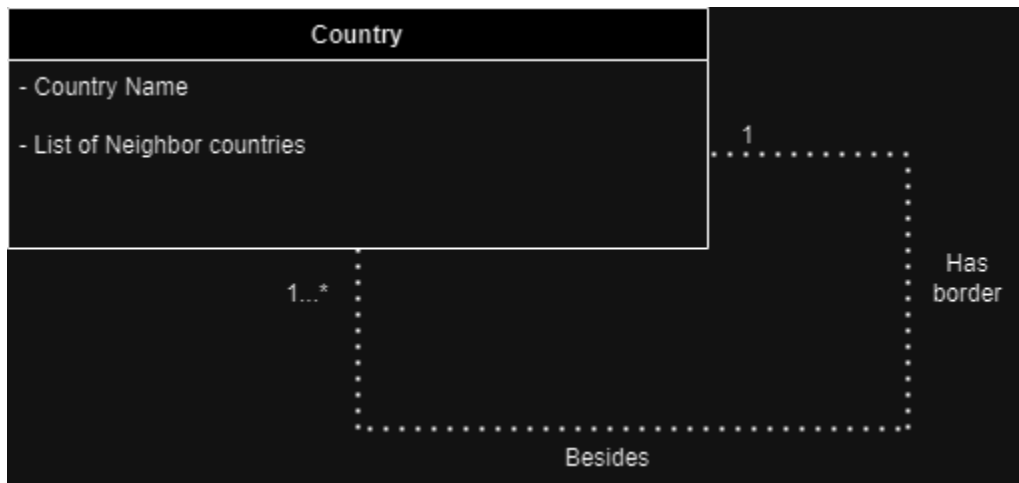 Country
- Country Name
- List of Neighbor countries
1
Has
border
1...*
Besides